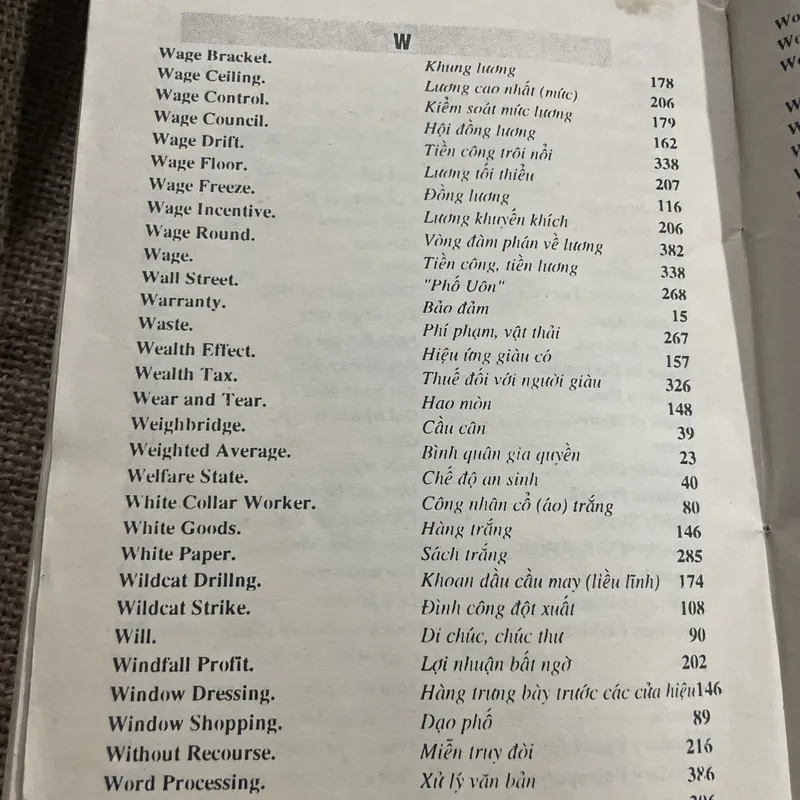 W
Wage Bracket. Khung lương 178
Wage Ceiling. Lương cao nhất (mức) 206
Wage Control. Kiểm soát mức lương 179
Wage Council. Hội đồng lương 162
Wage Drift. Tiền công trôi nổi 338
Wage Floor. Lương tối thiểu 207
Wage Freeze. Đồng lương 116
Wage Incentive. Lương khuyến khích 206
Wage Round. Vòng đàm phán về lương 382
Wage. Tiền công, tiền lương 338
Wall Street. "Phố Uôn" 268
Warranty. Bảo đảm 15
Waste. Phí phạm, vật thải 267
Wealth Effect. Hiệu ứng giàu có 157
Wealth Tax. Thuế đối với người giàu 326
Wear and Tear. Hao mòn 148
Weighbridge. Cầu cân 39
Weighted Average. Bình quân gia quyền 23
Welfare State. Chế độ an sinh 40
White Collar Worker. Công nhân cổ (áo) trắng 80
White Goods. Hàng trắng 146
White Paper. Sách trắng 285
Wildcat Drillng. Khoan dầu cầu may (liều lĩnh) 174
Wildcat Strike. Đình công đột xuất 108
Will. Di chúc, chúc thư 90
Windfall Profit. Lợi nhuận bất ngờ 202
Window Dressing. Hàng trưng bày trước các cửa hiệu146
Window Shopping. Dạo phố 89
Without Recourse. Miễn truy đòi 216
Word Processing. Xử lý văn bản 386